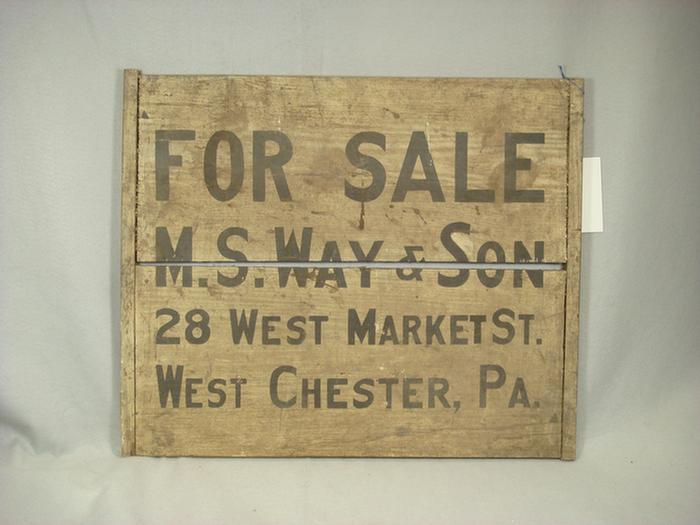 FOR SALE
M.S. WAY & SON
28 WEST MARKET ST.
WEST CHESTER, PA.